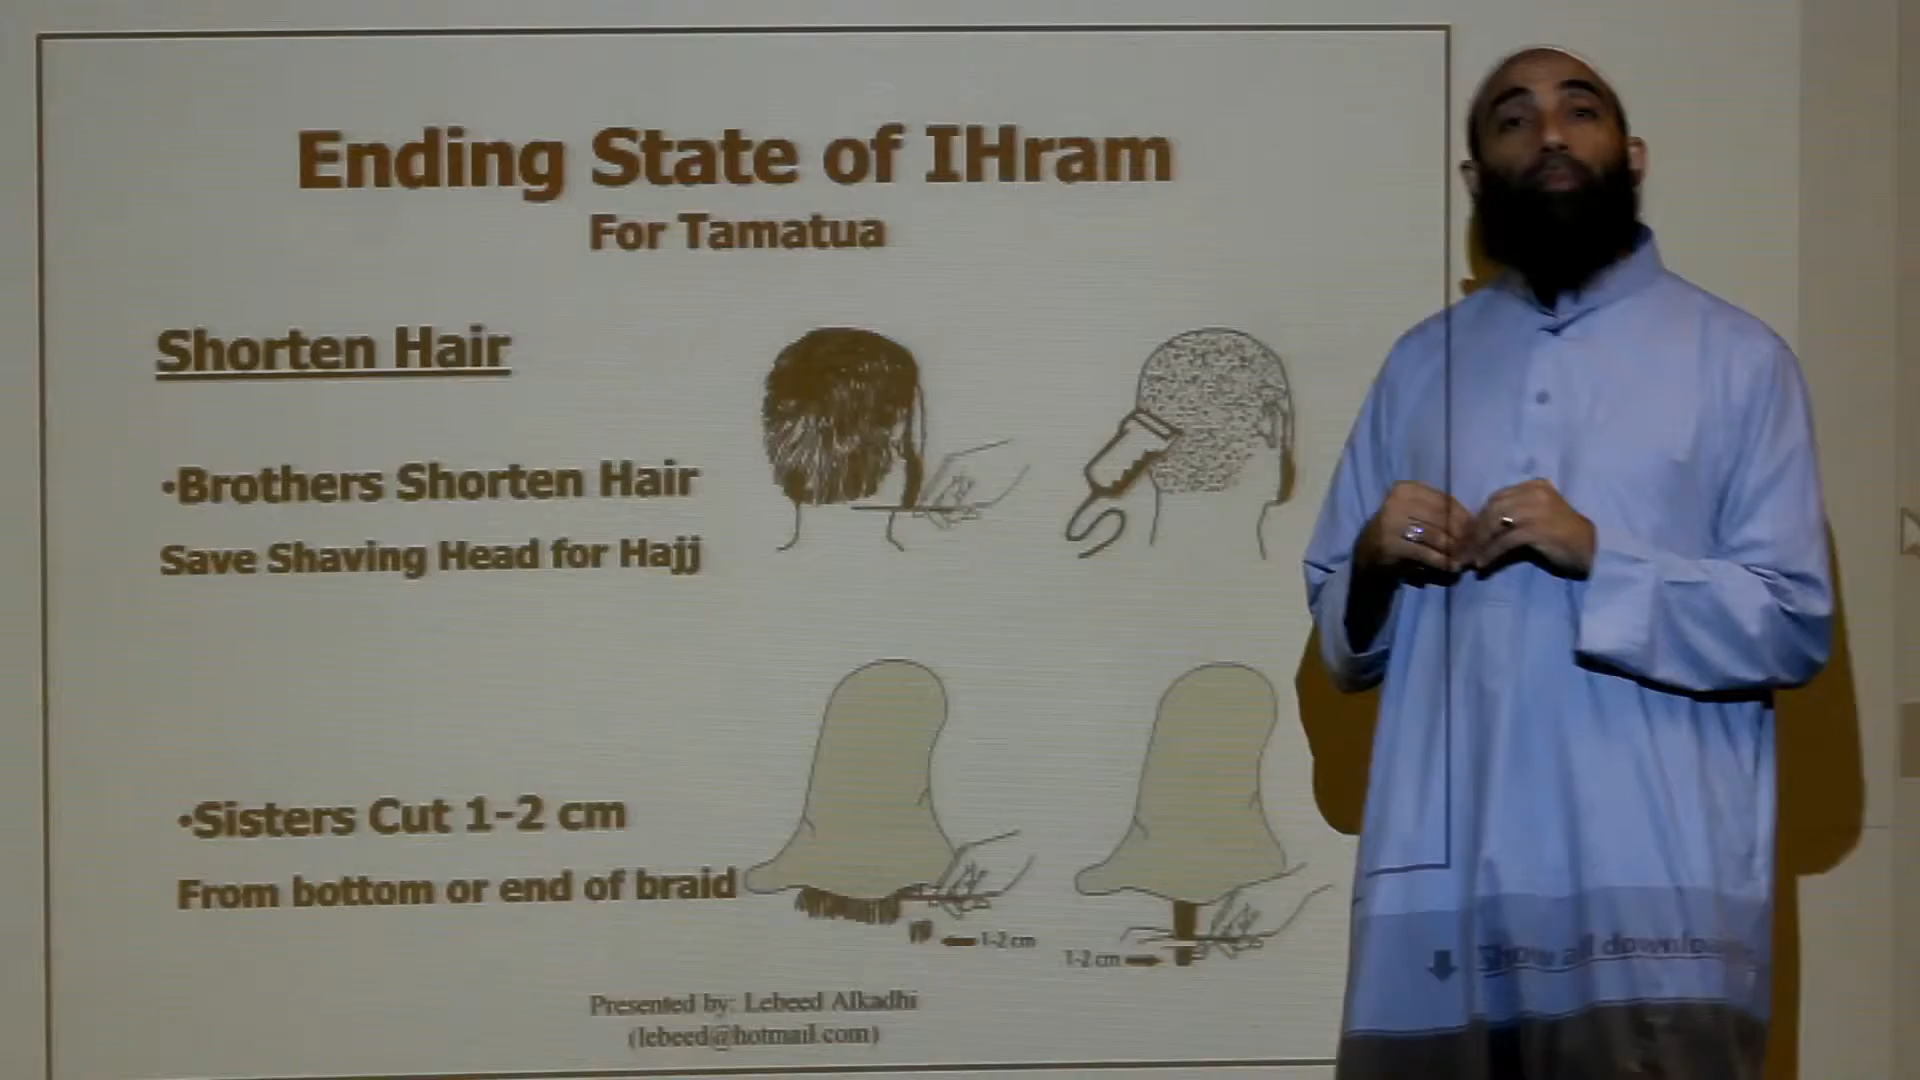 Ending State of IHram
For Tamatua
Shorten Hair
•Brothers Shorten Hair
Save Shaving Head for Hajj
•Sisters Cut 1-2 cm
From bottom or end of braid
1-2 cm
1-2 cm
Presented by: Lebeed Alkadhi
(lebeed@hotmail.com)
Show all downloads